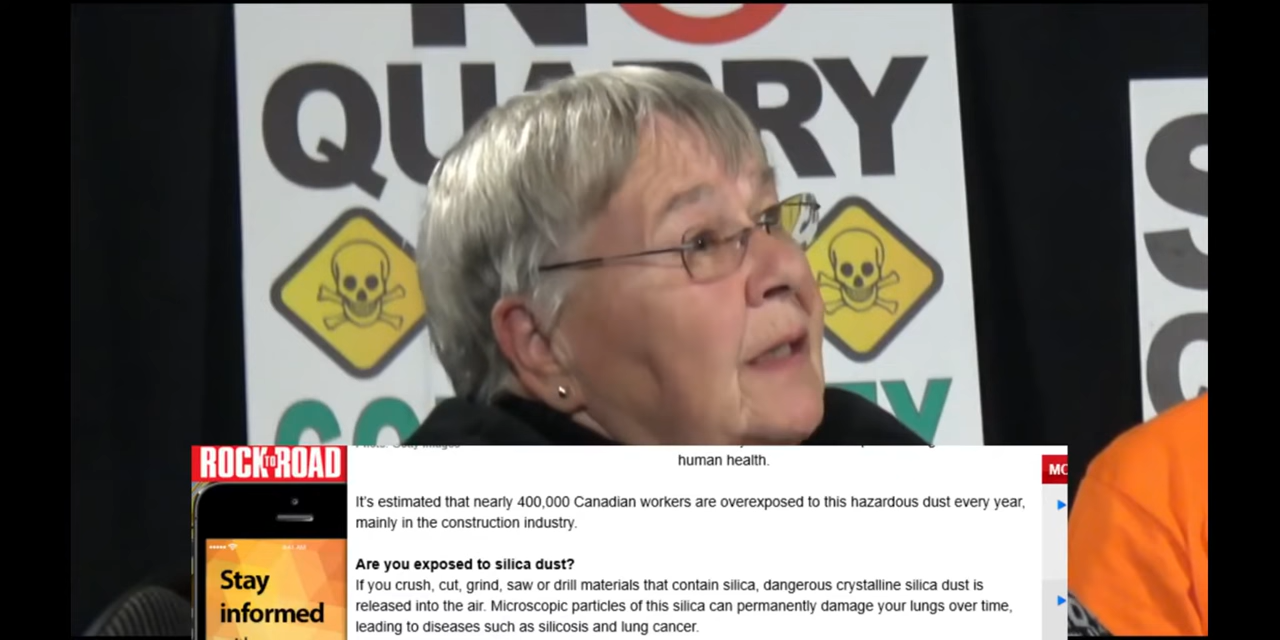 QUARRY
ROCK TO ROAD
human health.
It's estimated that nearly 400,000 Canadian workers are overexposed to this hazardous dust every year,
mainly in the construction industry.
Are you exposed to silica dust?
If you crush, cut, grind, saw or drill materials that contain silica, dangerous crystalline silica dust is
released into the air. Microscopic particles of this silica can permanently damage your lungs over time,
leading to diseases such as silicosis and lung cancer.
Stay
informed